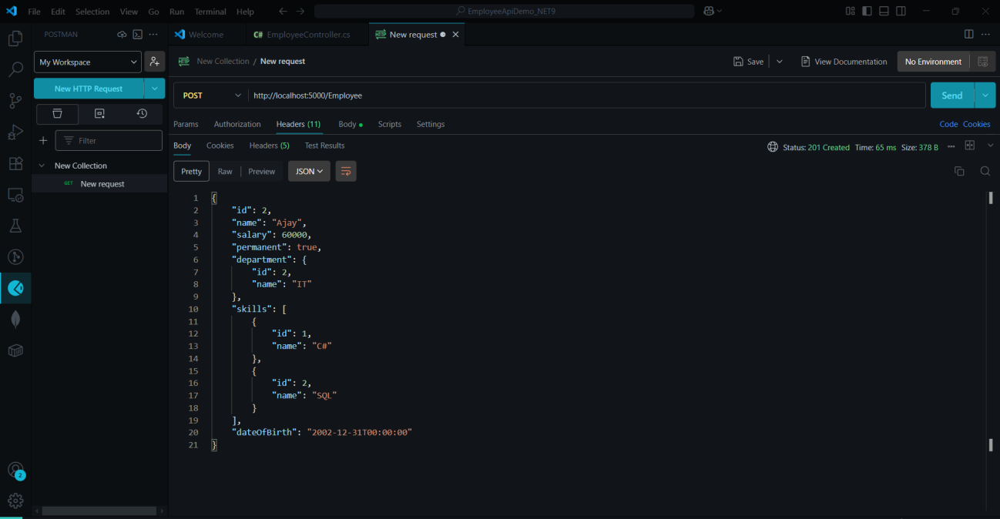 File Edit Selection View Go Run Terminal Help EmployeeApiDemo_NET9
POSTMAN Welcome C# EmployeeController.cs HTTP New request
My Workspace HTTP New Collection / New request Save View Documentation No Environment
New HTTP Request POST http://localhost:5000/Employee Send
Params Authorization Headers (11) Body Scripts Settings Code Cookies
Filter Body Cookies Headers (5) Test Results Status: 201 Created Time: 65 ms Size: 378 B
New Collection Pretty Raw Preview JSON
GET New request
1 {
2 "id": 2,
3 "name": "Ajay",
4 "salary": 60000,
5 "permanent": true,
6 "department": {
7 "id": 2,
8 "name": "IT"
9 },
10 "skills": [
11 {
12 "id": 1,
13 "name": "C#"
14 },
15 {
16 "id": 2,
17 "name": "SQL"
18 }
19 ],
20 "dateOfBirth": "2002-12-31T00:00:00"
21 }
2